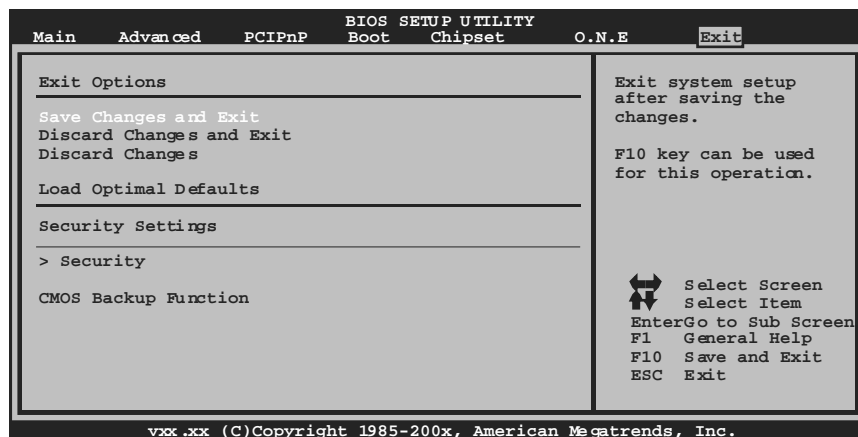 BIOS SETUP UTILITY
Main Advanced PCIPnP Boot Chipset O.N.E Exit
Exit Options
Save Changes and Exit
Discard Changes and Exit
Discard Changes
Load Optimal Defaults
Security Settings
> Security
CMOS Backup Function
Exit system setup
after saving the
changes.
F10 key can be used
for this operation.
Select Screen
Select Item
EnterGo to Sub Screen
F1 General Help
F10 Save and Exit
ESC Exit
vxx.xx (C)Copyright 1985-200x, American Megatrends, Inc.